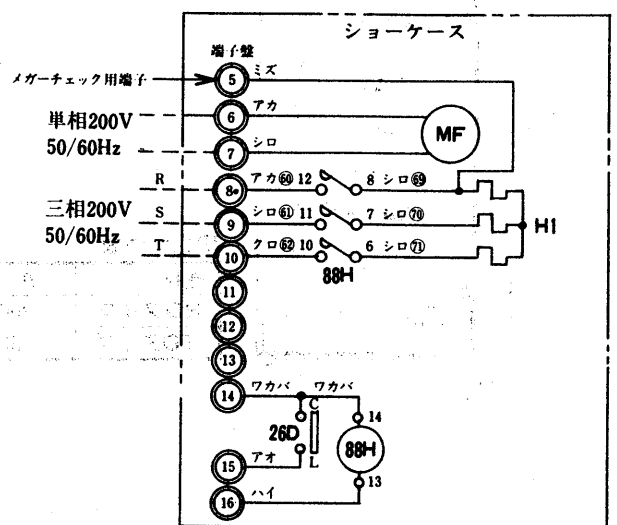 ショーケース
端子盤
メガーチェック用端子
5 ミズ
6 アカ
単相200V
50/60Hz
7 シロ
MF
R 8 アカ㊿ 12 8 シロ69
三相200V
50/60Hz
S 9 シロ61 11 7 シロ70
H1
T 10 クロ62 10 6 シロ71
88H
11
12
13
14 ワカバ ワカバ
C
14
26D
88H
L
15 アオ
13
16 ハイ